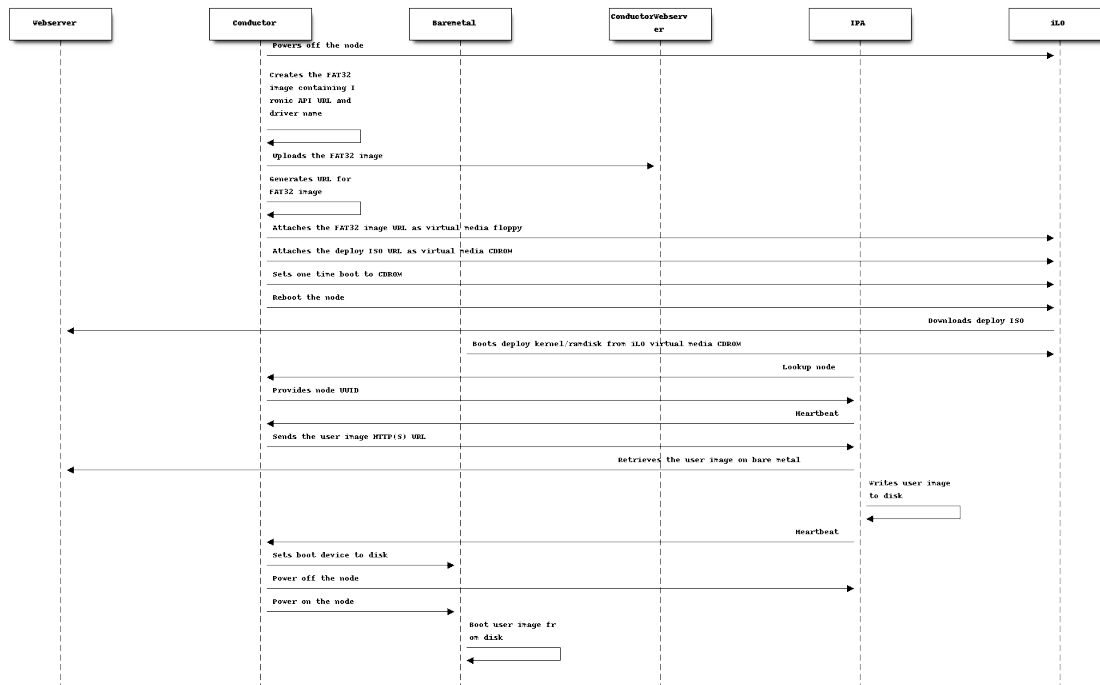 Webserver
Conductor
Baremetal
ConductorWebserv
er
IPA
iLO
Powers off the node
Creates the FAT32
image containing I
ronic API URL and
driver name
Uploads the FAT32 image
Generates URL for
FAT32 image
Attaches the FAT32 image URL as virtual media floppy
Attaches the deploy ISO URL as virtual media CDROM
Sets one time boot to CDROM
Reboot the node
Downloads deploy ISO
Boots deploy kernel/ramdisk from iLO virtual media CDROM
Lookup node
Provides node UUID
Heartbeat
Sends the user image HTTP(S) URL
Retrieves the user image on bare metal
Writes user image
to disk
Heartbeat
Sets boot device to disk
Power off the node
Power on the node
Boot user image fr
om disk